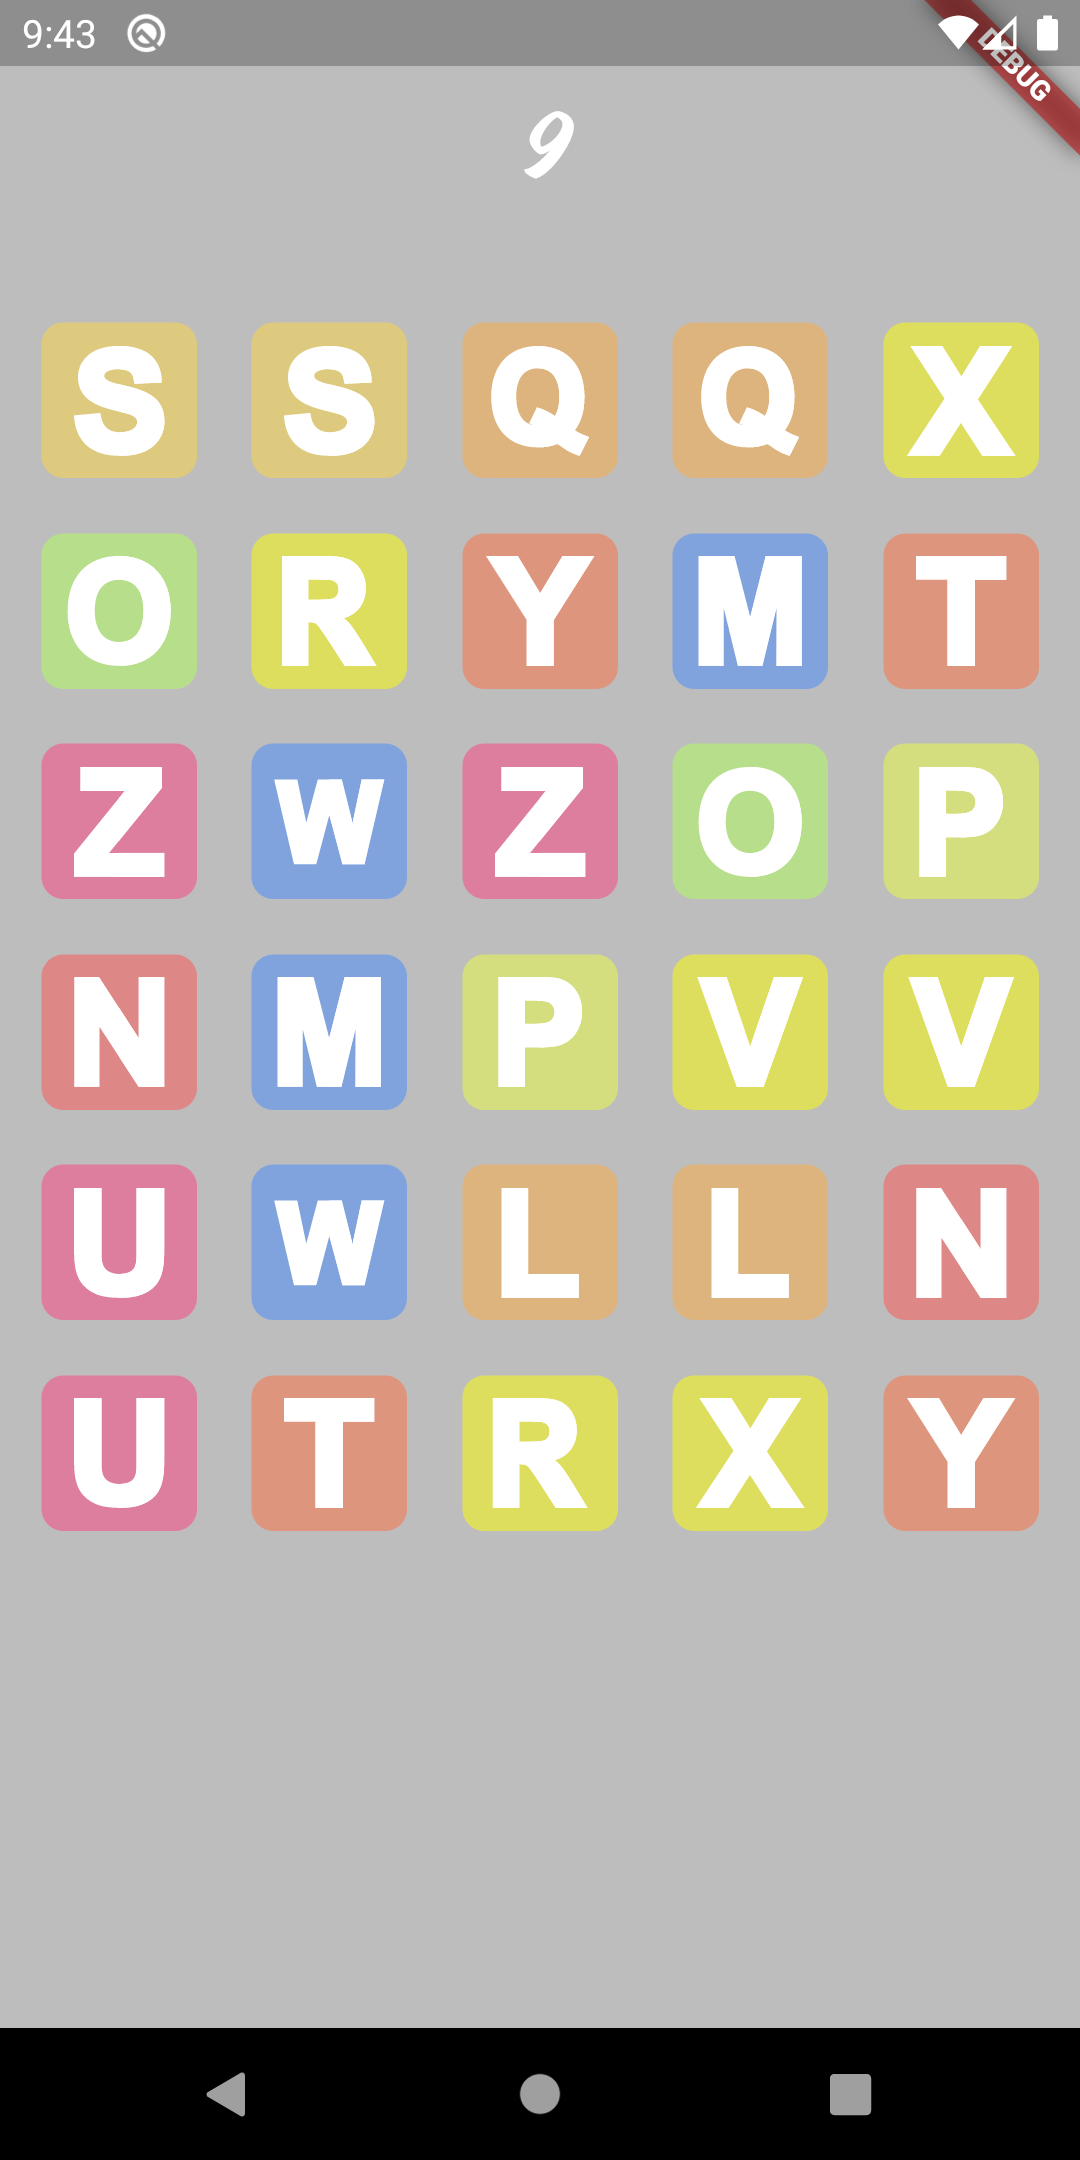 9:43
DEBUG
9
S S Q Q X
O R Y M T
Z W Z O P
N M P V V
U W L L N
U T R X Y